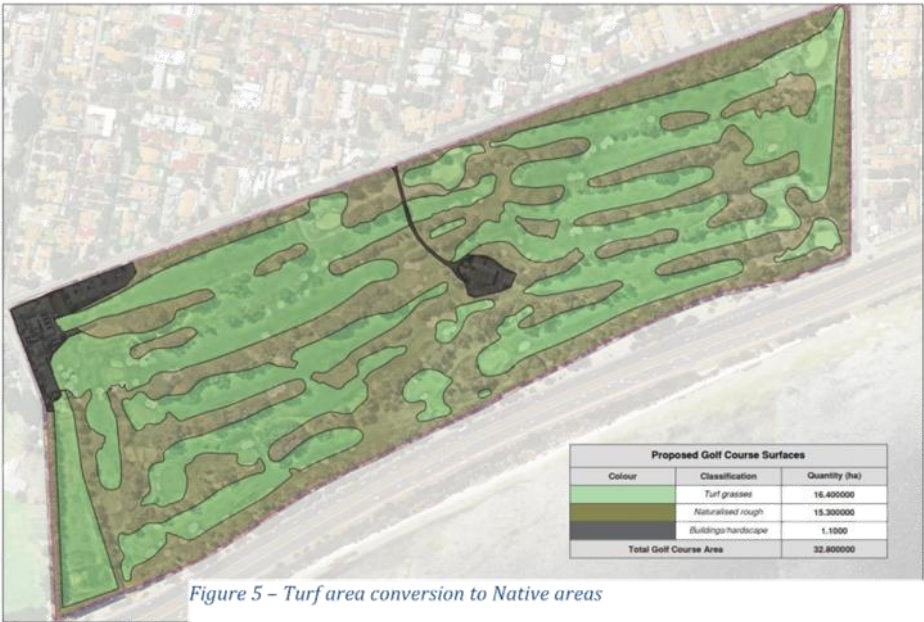 Proposed Golf Course Surfaces
Colour Classification Quantity (ha)
Turf grasses 16.400000
Naturalised rough 15.300000
Buildings/hardscape 1.1000
Total Golf Course Area 32.800000
Figure 5 – Turf area conversion to Native areas